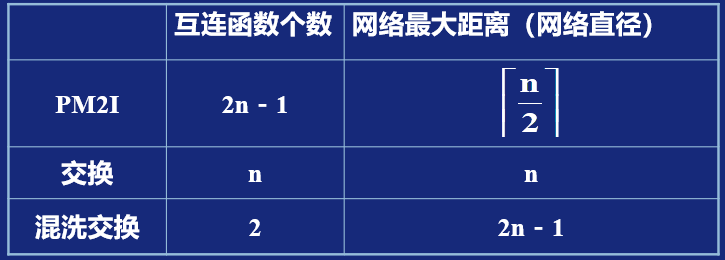 互连函数个数 网络最大距离（网络直径）
PM2I 2n - 1 ⌈n/2⌉
交换 n n
混洗交换 2 2n - 1